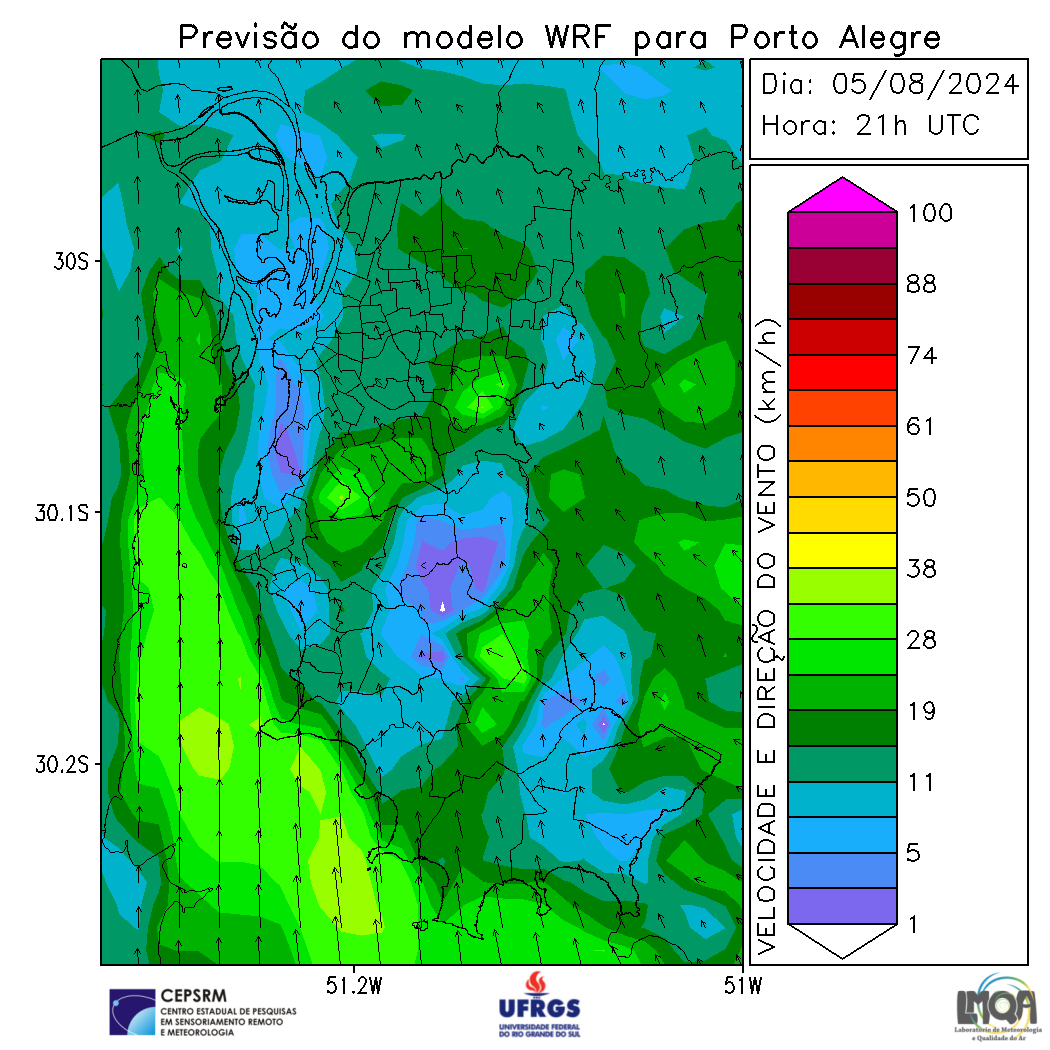 Previsão do modelo WRF para Porto Alegre
Dia: 05/08/2024
Hora: 21h UTC
30S
30.1S
30.2S
51.2W
51W
VELOCIDADE E DIREÇÃO DO VENTO (km/h)
100
88
74
61
50
38
28
19
11
5
1
CEPSRM
CENTRO ESTADUAL DE PESQUISAS
EM SENSORIAMENTO REMOTO
E METEOROLOGIA
UFRGS
UNIVERSIDADE FEDERAL
DO RIO GRANDE DO SUL
LMQA
Laboratório de Meteorologia
e Qualidade do Ar